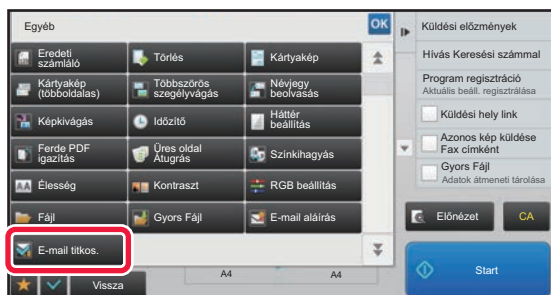 Egyéb
OK
Eredeti
számláló
Törlés
Kártyakép
Kártyakép
(többoldalas)
Többszörös
szegélyvágás
Névjegy
beolvasás
Képkivágás
Időzítő
Háttér
beállítás
Ferde PDF
igazítás
Üres oldal
Átugrás
Színkihagyás
AA Élesség
Kontraszt
RGB beállítás
Fájl
Gyors Fájl
E-mail aláírás
E-mail titkos.
Vissza
A4
A4
Küldési előzmények
Hívás Keresési számmal
Program regisztráció
Aktuális beáll. regisztrálása
Küldési hely link
Azonos kép küldése
Fax címként
Gyors Fájl
Adatok átmeneti tárolása
Előnézet
CA
Start